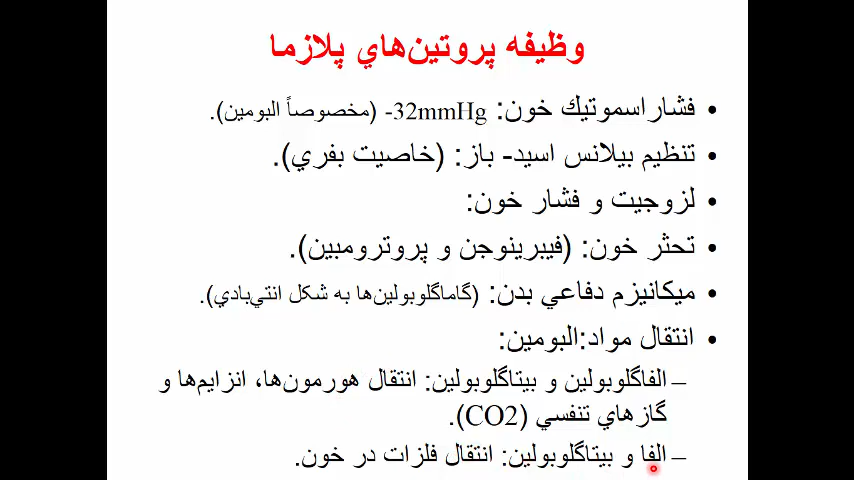 وظيفه پروتين‌هاي پلازما
• فشار اسموتيك خون: 32mmHg- (مخصوصاً البومين).
• تنظيم بيلانس اسيد- باز: (خاصيت بفري).
• لزوجيت و فشار خون:
• تحثر خون: (فيبرينوجن و پروترومبين).
• ميكانيزم دفاعي بدن: (گاماگلوبولين‌ها به شكل انتي‌بادي).
• انتقال مواد:البومين:
– الفاگلوبولين و بيتاگلوبولين: انتقال هورمون‌ها، انزايم‌ها و
گازهاي تنفسي (CO2).
– الفا و بيتاگلوبولين: انتقال فلزات در خون.